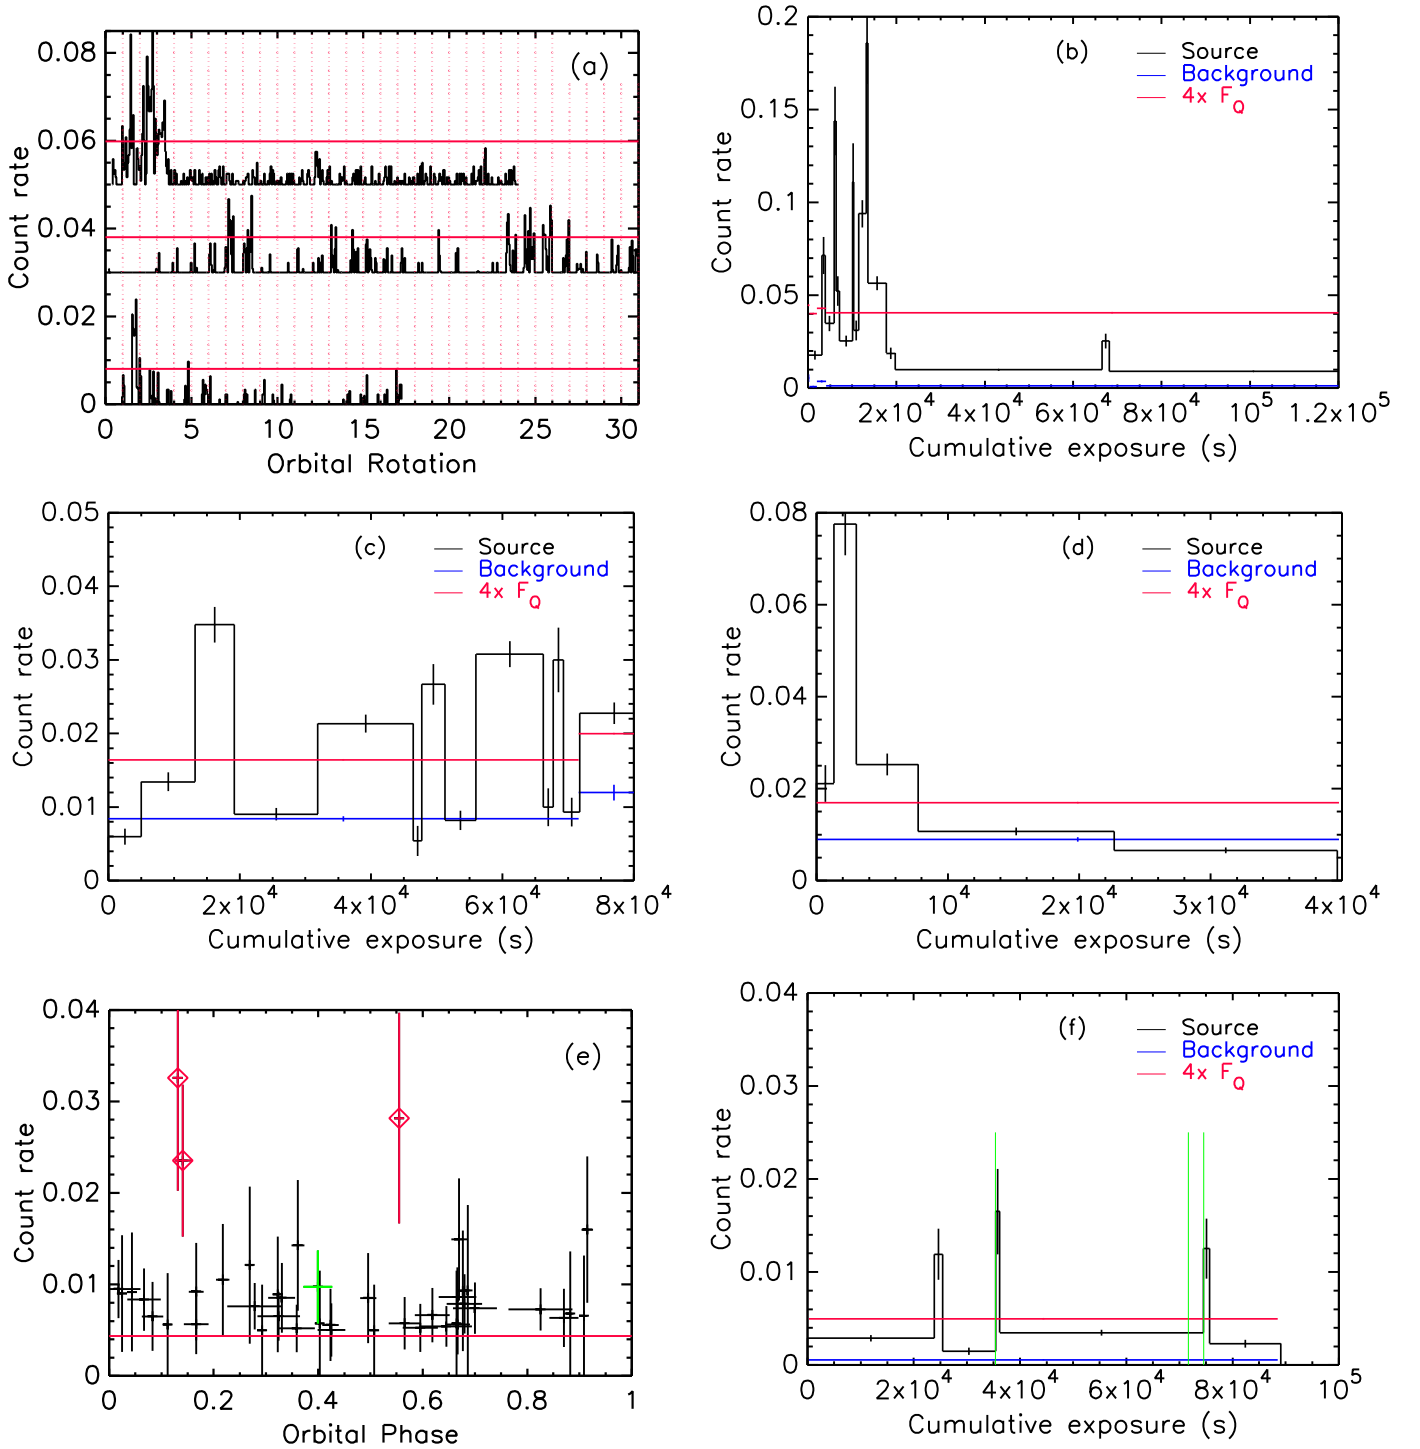 (a)
Count rate
0.08
0.06
0.04
0.02
0
0 5 10 15 20 25 30
Orbital Rotation
(b)
Source
Background
4x F_Q
Count rate
0.2
0.15
0.1
0.05
0
0 2x10^4 4x10^4 6x10^4 8x10^4 10^5 1.2x10^5
Cumulative exposure (s)
(c)
Source
Background
4x F_Q
Count rate
0.05
0.04
0.03
0.02
0.01
0
0 2x10^4 4x10^4 6x10^4 8x10^4
Cumulative exposure (s)
(d)
Source
Background
4x F_Q
Count rate
0.08
0.06
0.04
0.02
0
0 10^4 2x10^4 3x10^4 4x10^4
Cumulative exposure (s)
(e)
Count rate
0.04
0.03
0.02
0.01
0
0 0.2 0.4 0.6 0.8 1
Orbital Phase
(f)
Source
Background
4x F_Q
Count rate
0.04
0.03
0.02
0.01
0
0 2x10^4 4x10^4 6x10^4 8x10^4 10^5
Cumulative exposure (s)